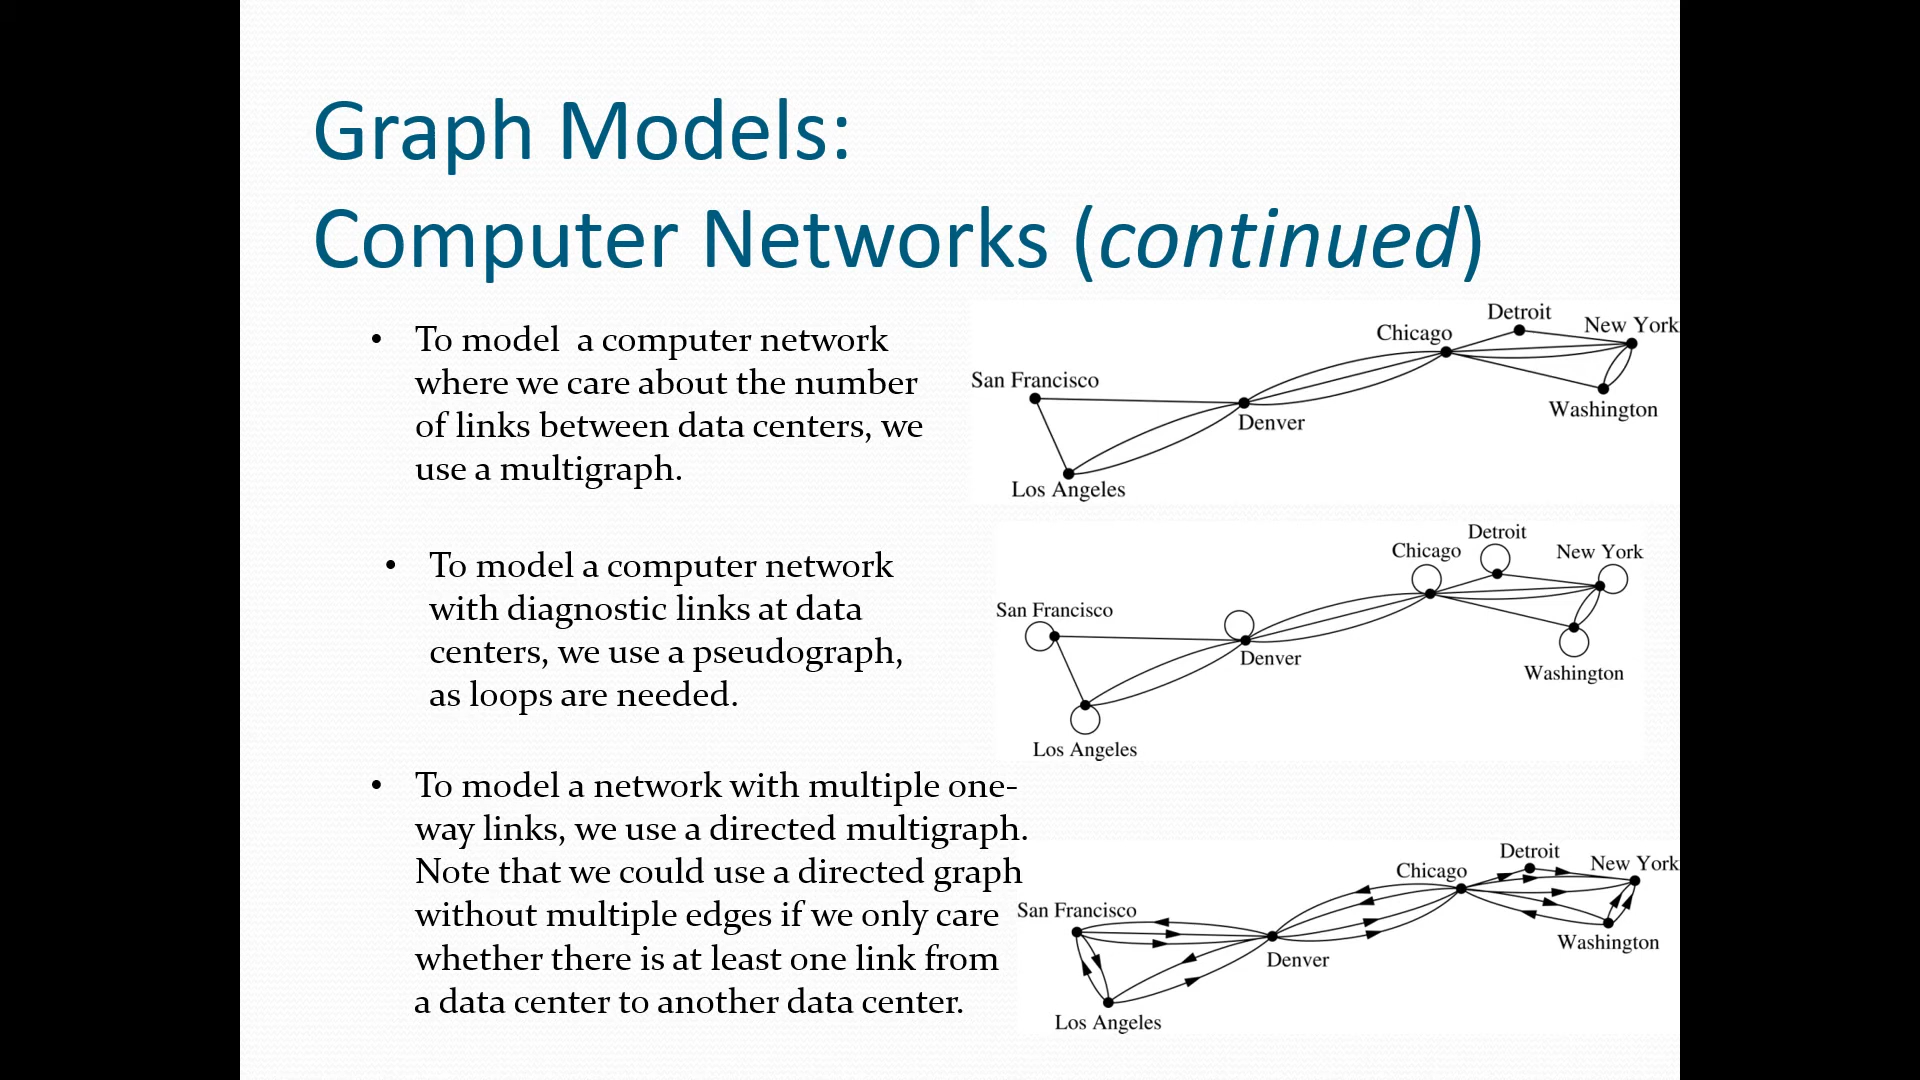 Graph Models:
Computer Networks (continued)
• To model  a computer network
where we care about the number
of links between data centers, we
use a multigraph.
Detroit
Chicago
New York
San Francisco
Denver
Washington
Los Angeles
• To model a computer network
with diagnostic links at data
centers, we use a pseudograph,
as loops are needed.
Detroit
Chicago
New York
San Francisco
Denver
Washington
Los Angeles
• To model a network with multiple one-
way links, we use a directed multigraph.
Note that we could use a directed graph
without multiple edges if we only care
whether there is at least one link from
a data center to another data center.
Detroit
Chicago
New York
San Francisco
Denver
Washington
Los Angeles